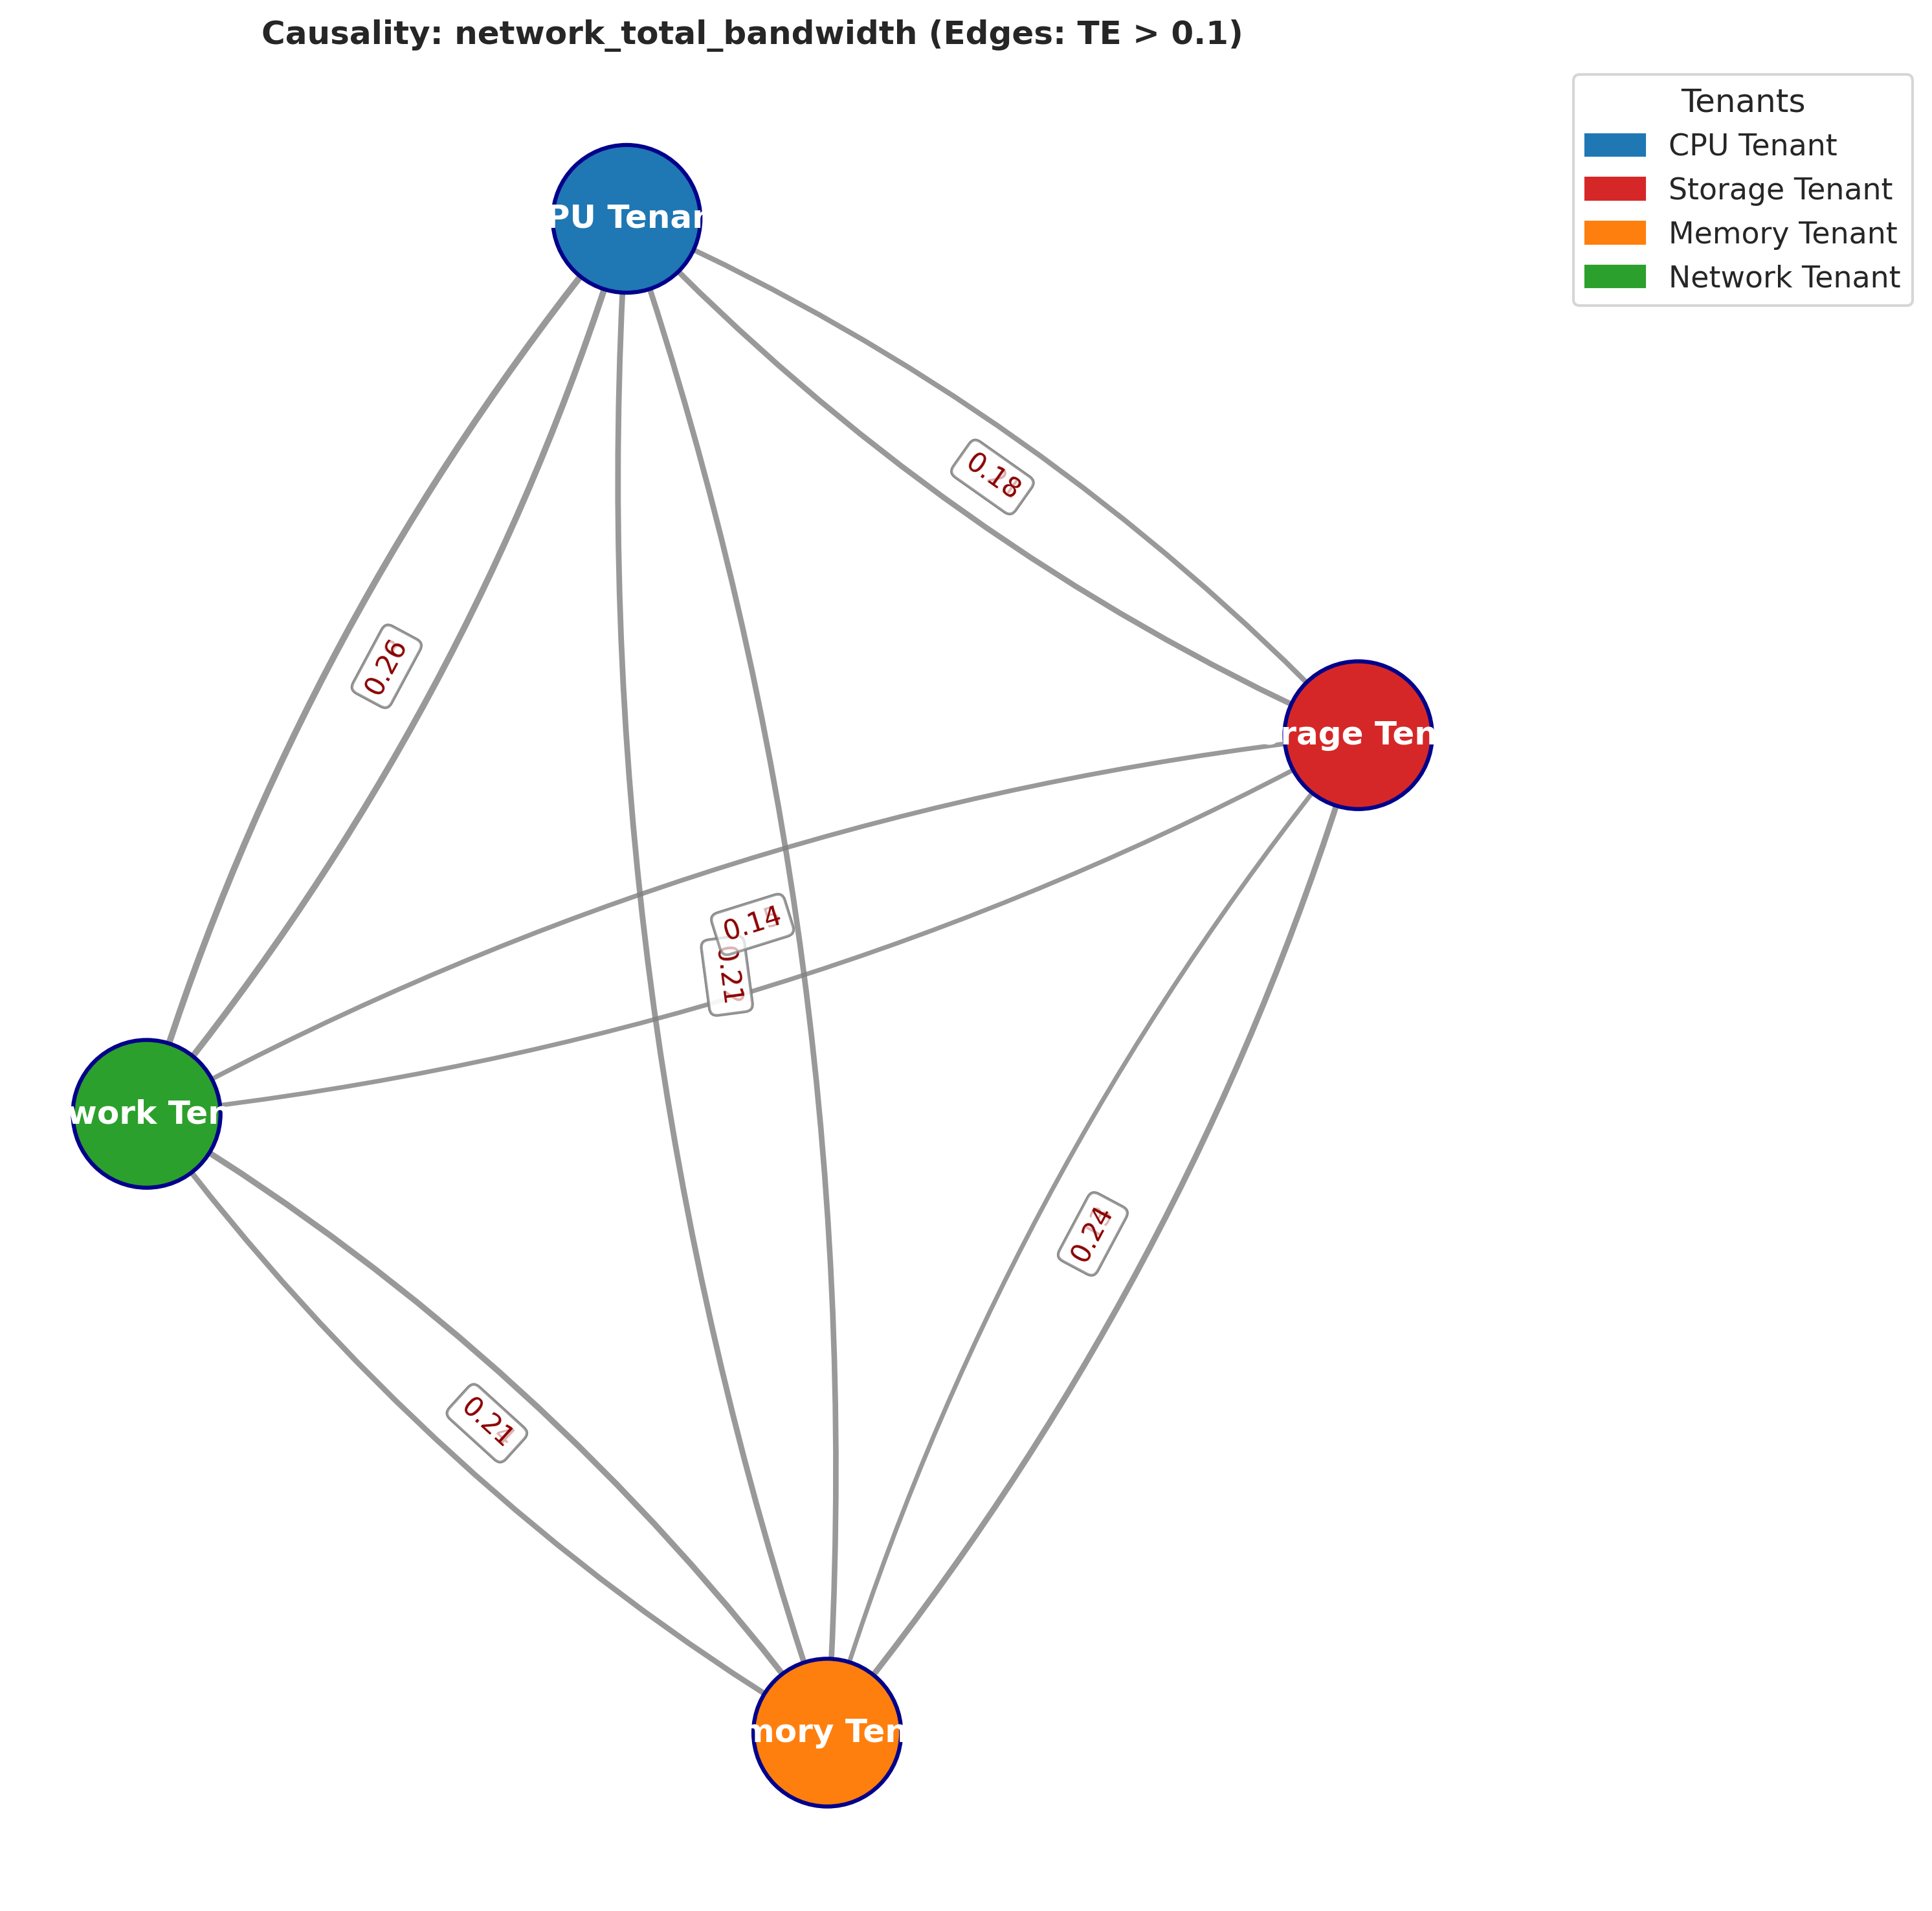 Causality: network_total_bandwidth (Edges: TE > 0.1)
Tenants
CPU Tenant
Storage Tenant
Memory Tenant
Network Tenant
PU Tenan
0.18
0.26
rage Ten
0.14
0.21
work Ten
0.24
0.21
mory Ten